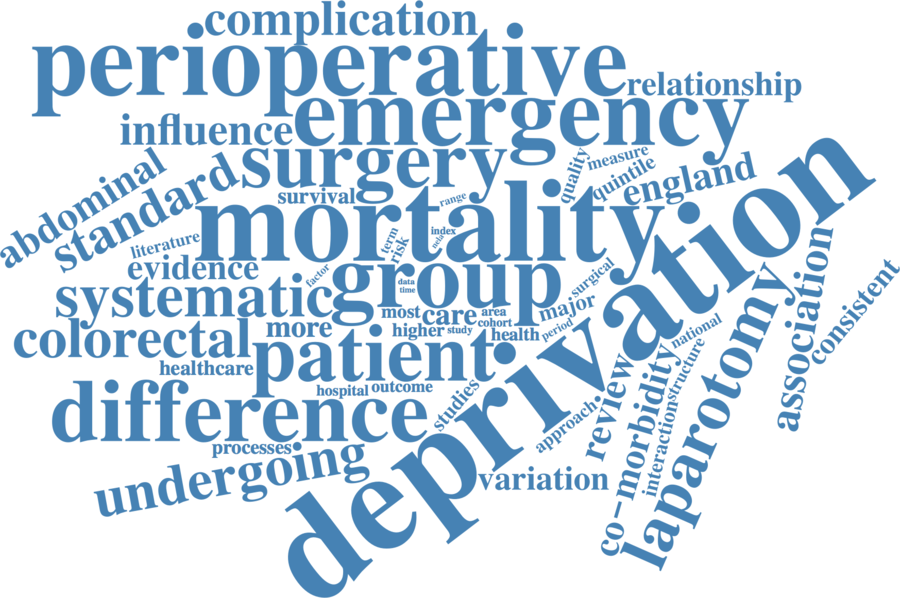 complication
perioperative
relationship
emergency
influence
surgery
quality
measure
quintile
england
abdominal
standard
survival
range
mortality
deprivation
literature
term
risk
index
nela
evidence
factor
group
data
time
surgical
systematic
most
care
area
major
association
consistent
colorectal
more
higher
study
cohort
health
period
national
patient
healthcare
hospital
outcome
difference
studies
approach
review
co-morbidity
interaction
structure
laparotomy
processes
undergoing
variation